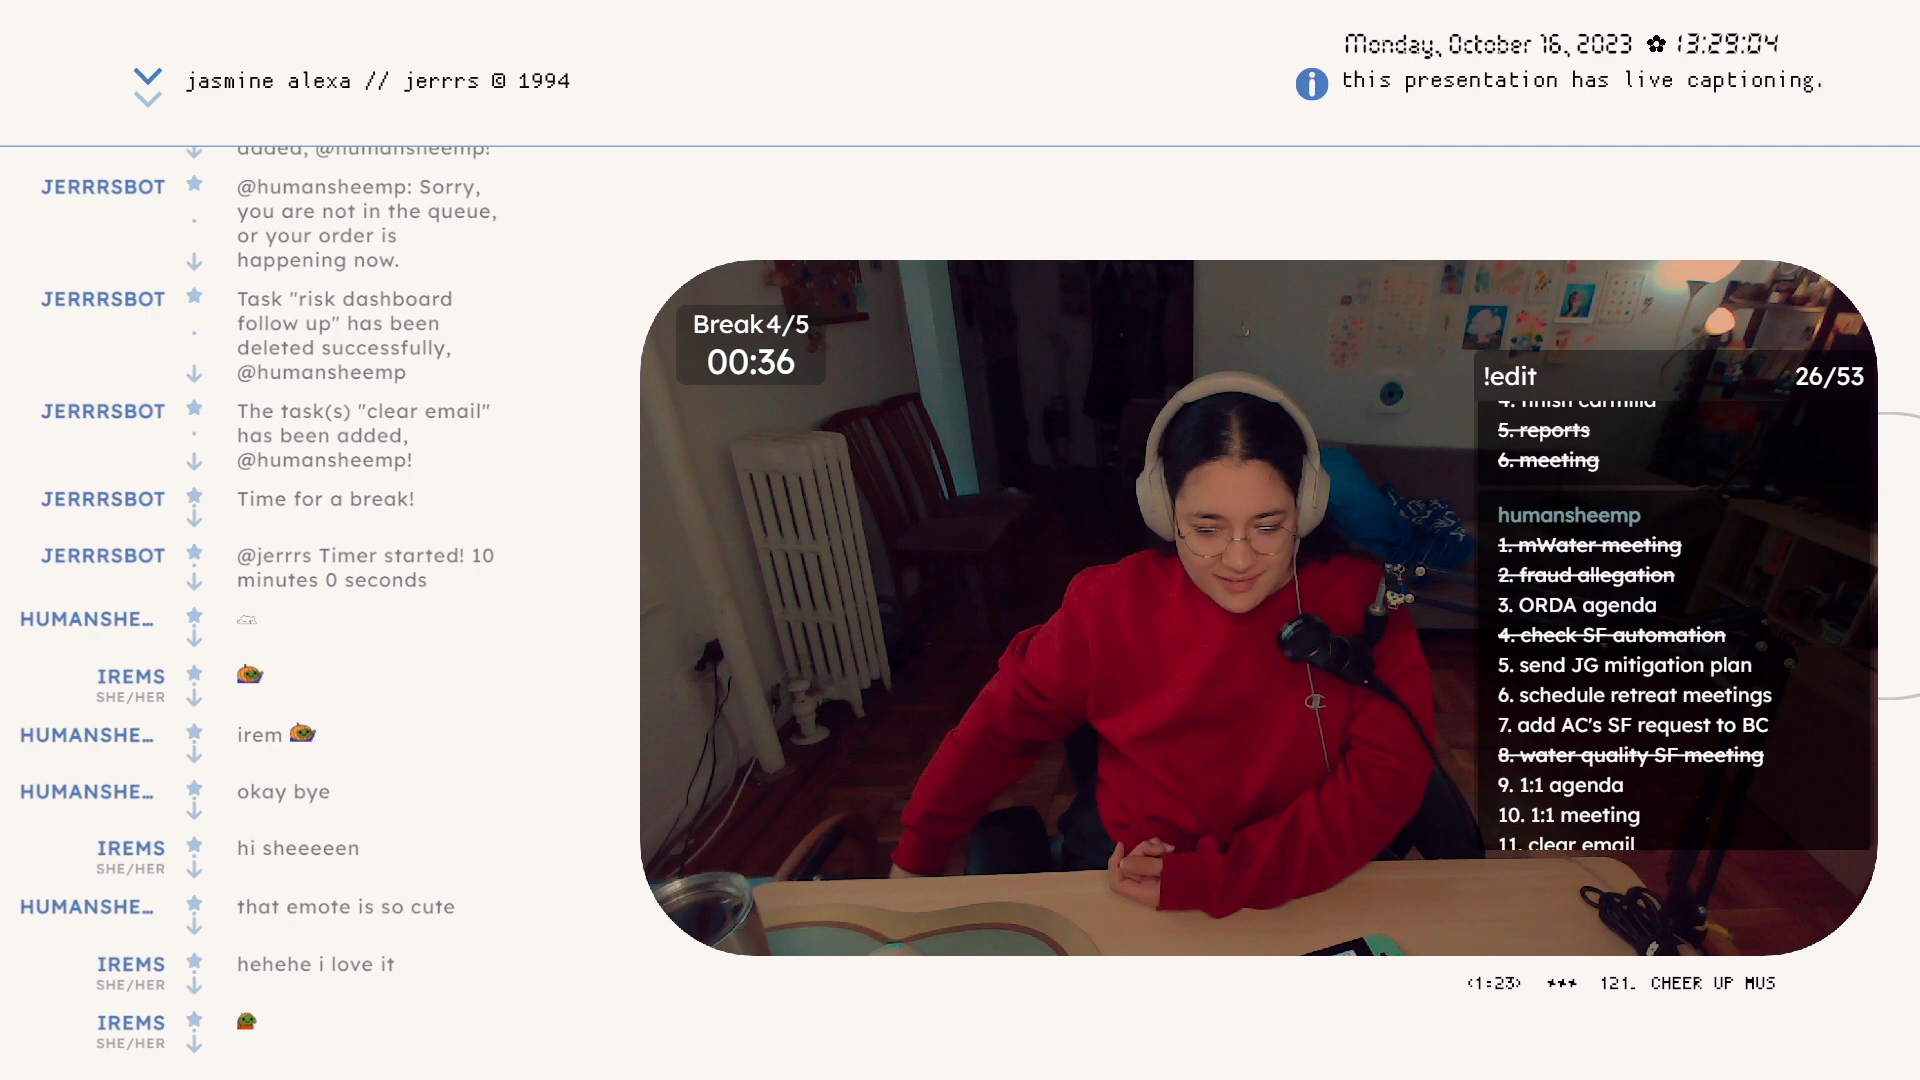 Monday, October 16, 2023 ✿ 13:29:04
jasmine alexa // jerrrs © 1994
this presentation has live captioning.
added, @humansheemp!
JERRRSBOT
@humansheemp: Sorry,
you are not in the queue,
or your order is
happening now.
JERRRSBOT
Task "risk dashboard
follow up" has been
deleted successfully,
@humansheemp
JERRRSBOT
The task(s) "clear email"
has been added,
@humansheemp!
JERRRSBOT
Time for a break!
JERRRSBOT
@jerrrs Timer started! 10
minutes 0 seconds
HUMANSHE...
IREMS
SHE/HER
HUMANSHE...
irem
HUMANSHE...
okay bye
IREMS
hi sheeeeen
SHE/HER
HUMANSHE...
that emote is so cute
IREMS
hehehe i love it
SHE/HER
IREMS
SHE/HER
Break 4/5
00:36
!edit 26/53
4. finish carmilla
5. reports
6. meeting
humansheemp
1. mWater meeting
2. fraud allegation
3. ORDA agenda
4. check SF automation
5. send JG mitigation plan
6. schedule retreat meetings
7. add AC's SF request to BC
8. water quality SF meeting
9. 1:1 agenda
10. 1:1 meeting
11. clear email
<1:23> *** 121. CHEER UP MUS